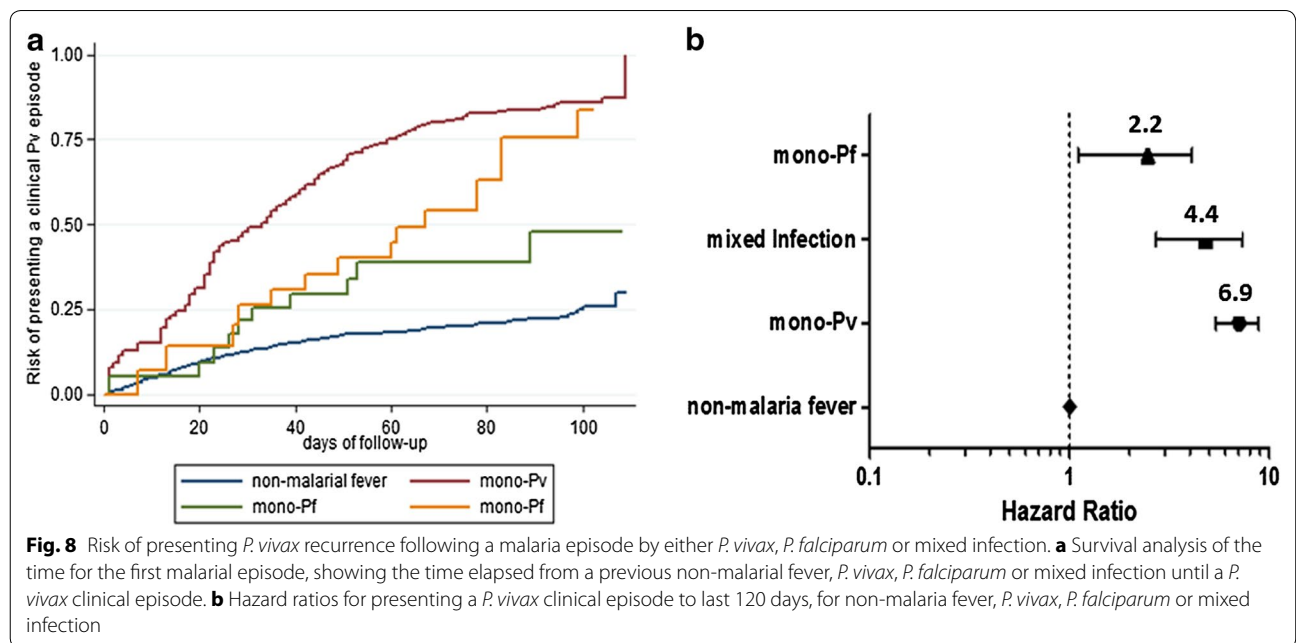 a
Risk of presenting a clinical Pv episode
1.00
0.75
0.50
0.25
0.00
0 20 40 60 80 100
days of follow-up
non-malarial fever mono-Pv
mono-Pf mono-Pf
b
mono-Pf
mixed Infection
mono-Pv
non-malaria fever
2.2
4.4
6.9
0.1 1 10
Hazard Ratio
Fig. 8 Risk of presenting P. vivax recurrence following a malaria episode by either P. vivax, P. falciparum or mixed infection. a Survival analysis of the
time for the first malarial episode, showing the time elapsed from a previous non-malarial fever, P. vivax, P. falciparum or mixed infection until a P.
vivax clinical episode. b Hazard ratios for presenting a P. vivax clinical episode to last 120 days, for non-malaria fever, P. vivax, P. falciparum or mixed
infection